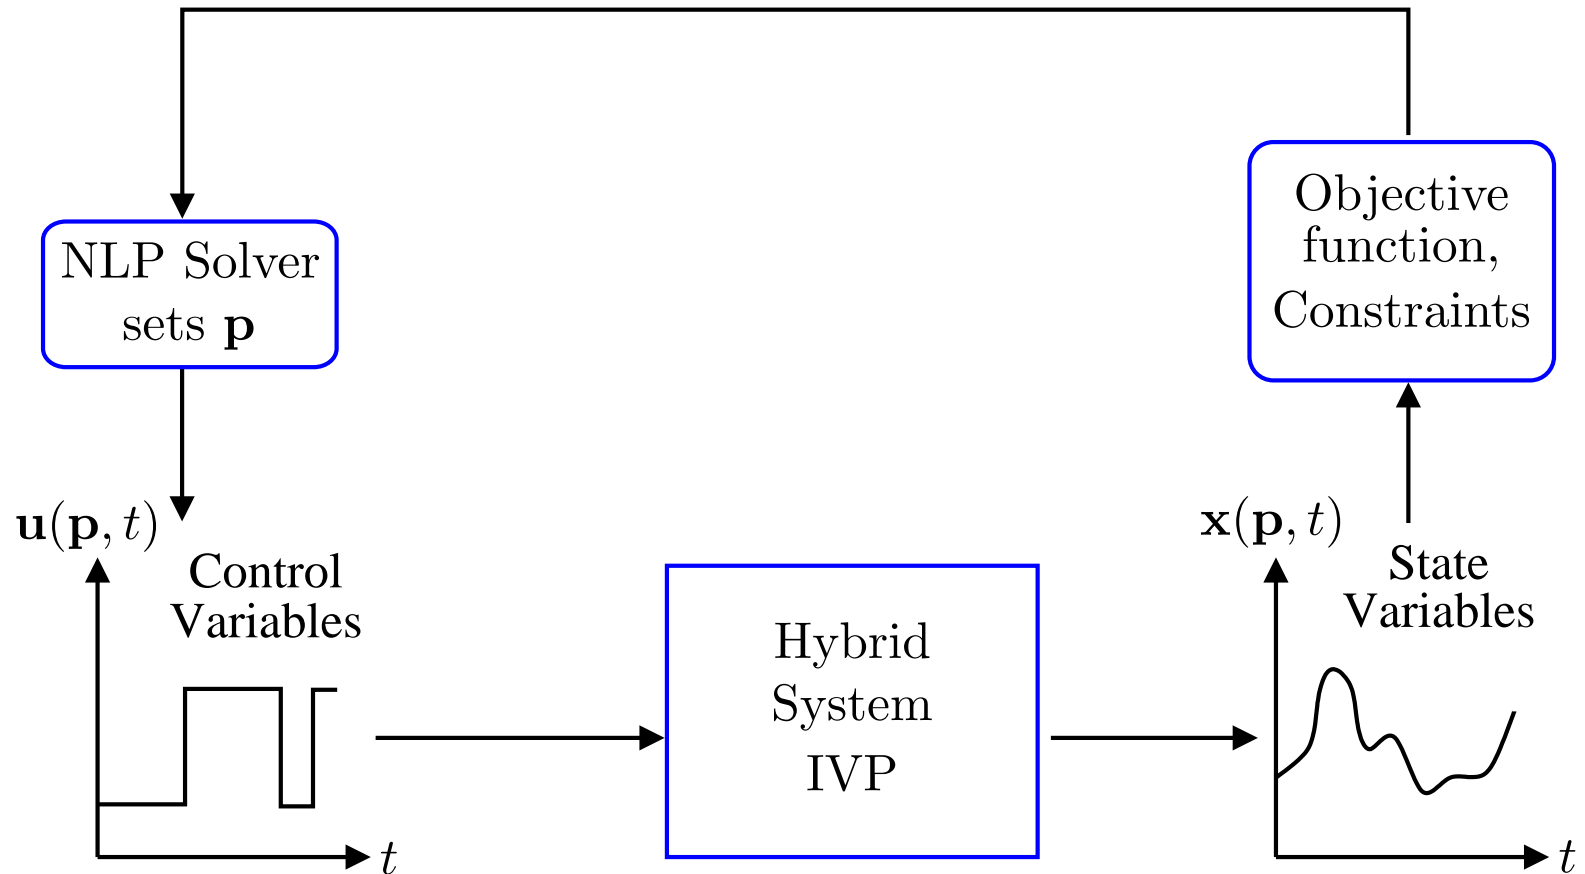 NLP Solver
sets p
u(p, t)
Control
Variables
t
Hybrid
System
IVP
Objective
function,
Constraints
x(p, t)
State
Variables
t